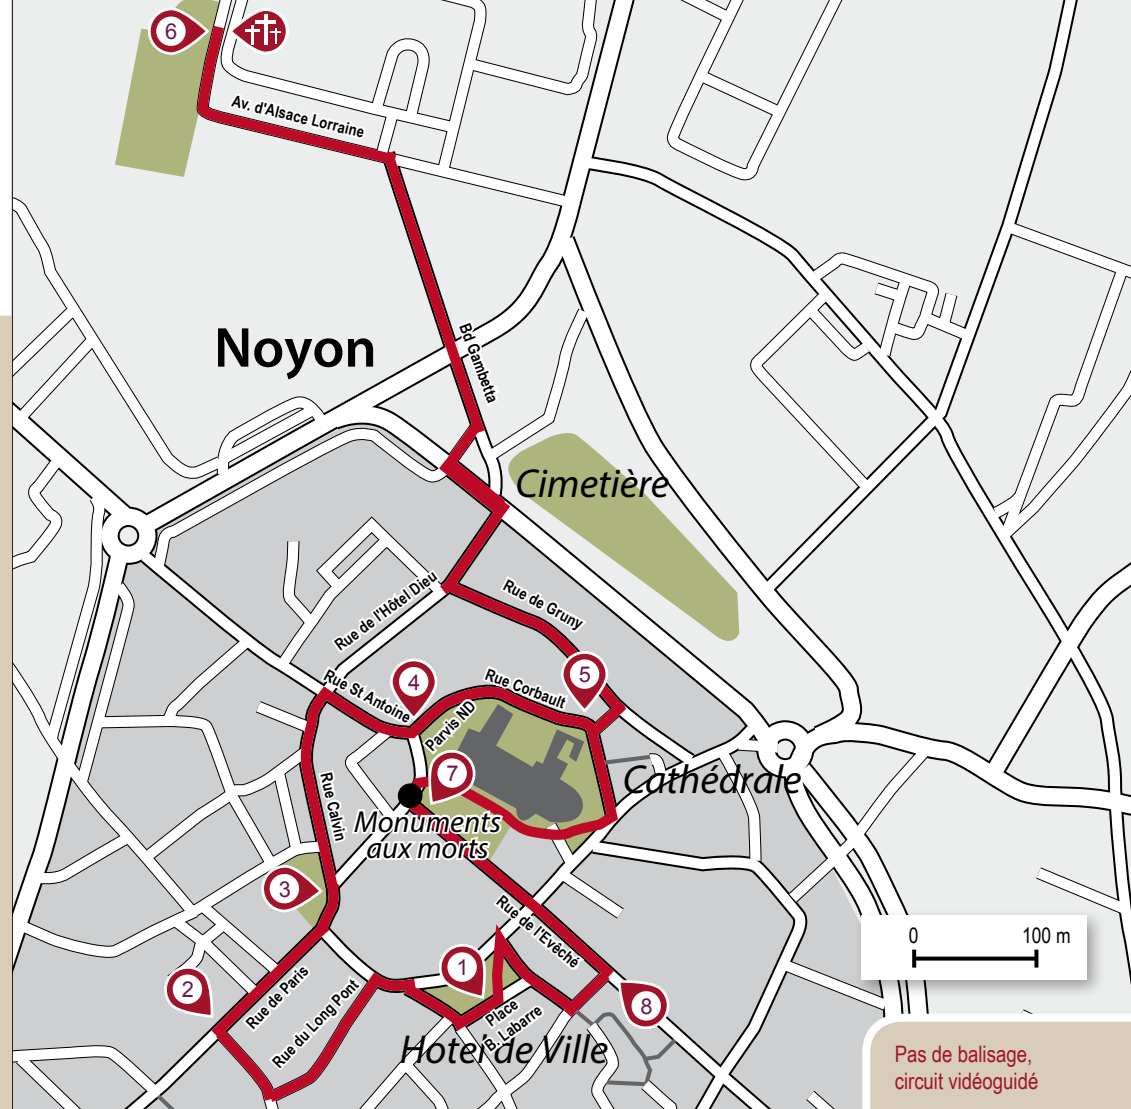 6
Av. d'Alsace Lorraine
Noyon
Bd Gambetta
Cimetière
Rue de l'Hôtel Dieu
Rue de Gruny
Rue St Antoine
4
Rue Corbault
5
Parvis ND
7
Cathédrale
Rue Calvin
Monuments
aux morts
3
Rue de l'Evêché
0 100 m
1
2
Rue de Paris
Rue du Long Pont
Place
B. Labarre
8
Hotel de Ville
Pas de balisage,
circuit vidéoguidé